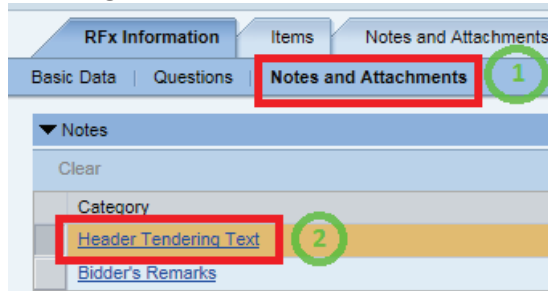 RFx Information Items Notes and Attachments
Basic Data | Questions | Notes and Attachments 1
Notes
Clear
Category
Header Tendering Text 2
Bidder's Remarks